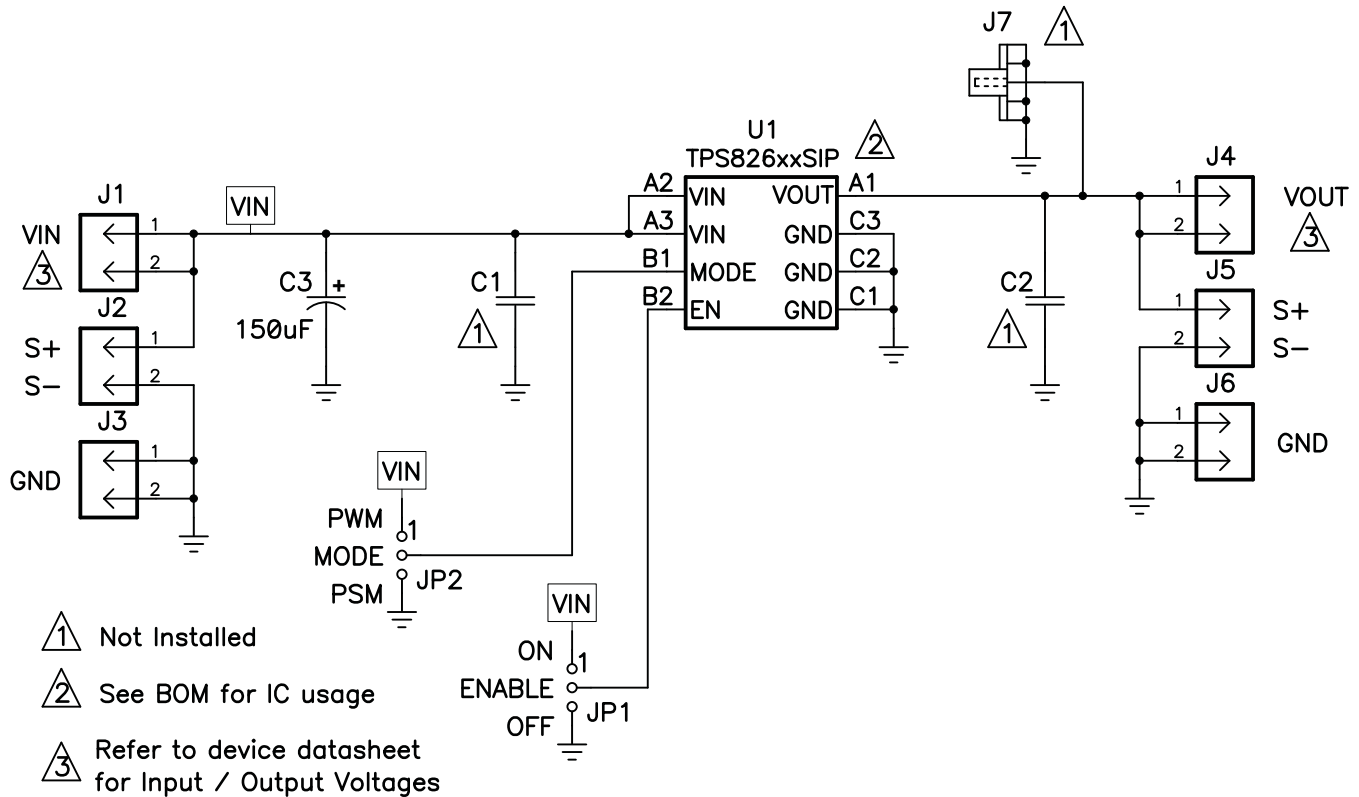 J7
1
U1
TPS826xxSIP
2
J1
VIN
3
1
2
VIN
A2
VIN
VOUT
A1
A3
VIN
GND
C3
B1
MODE
GND
C2
B2
EN
GND
C1
J4
1
2
VOUT
3
J2
S+
S-
1
2
C3
+
150uF
C1
1
C2
1
J5
1
2
S+
S-
J3
GND
1
2
J6
1
2
GND
VIN
PWM
1
MODE
JP2
PSM
VIN
ON
1
ENABLE
JP1
OFF
1 Not Installed
2 See BOM for IC usage
3 Refer to device datasheet
for Input / Output Voltages